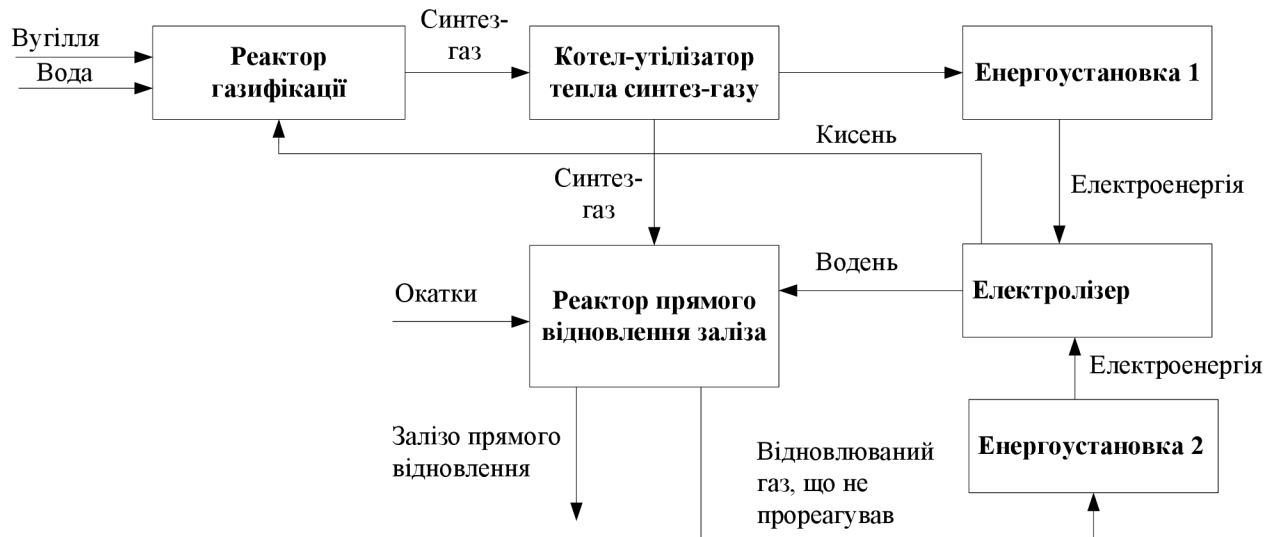 Вугілля
Вода
Реактор
газифікації
Синтез-
газ
Котел-утілізатор
тепла синтез-газу
Енергоустановка 1
Кисень
Синтез-
газ
Електроенергія
Окатки
Реактор прямого
відновлення заліза
Водень
Електролізер
Електроенергія
Залізо прямого
відновлення
Відновлюваний
газ, що не
прореагував
Енергоустановка 2